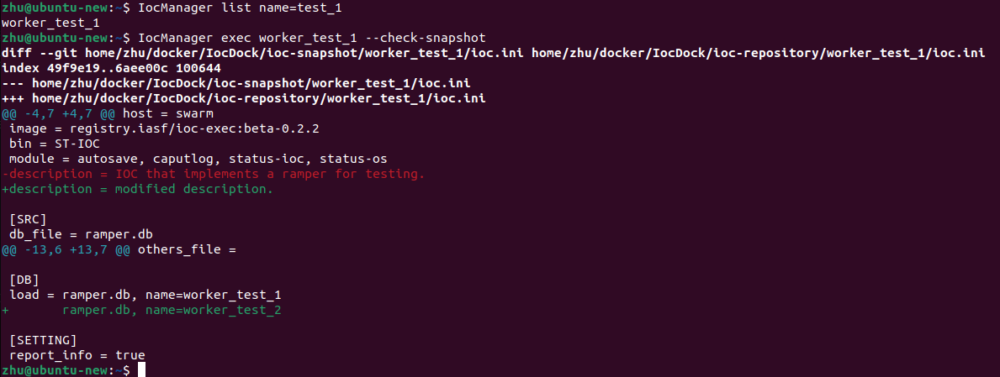 zhu@ubuntu-new:~$ IocManager list name=test_1
worker_test_1
zhu@ubuntu-new:~$ IocManager exec worker_test_1 --check-snapshot
diff --git home/zhu/docker/IocDock/ioc-snapshot/worker_test_1/ioc.ini home/zhu/docker/IocDock/ioc-repository/worker_test_1/ioc.ini
index 49f9e19..6aee00c 100644
--- home/zhu/docker/IocDock/ioc-snapshot/worker_test_1/ioc.ini
+++ home/zhu/docker/IocDock/ioc-repository/worker_test_1/ioc.ini
@@ -4,7 +4,7 @@ host = swarm
 image = registry.iasf/ioc-exec:beta-0.2.2
 bin = ST-IOC
 module = autosave, caputlog, status-ioc, status-os
-description = IOC that implements a ramper for testing.
+description = modified description.

 [SRC]
 db_file = ramper.db
@@ -13,6 +13,7 @@ others_file =

 [DB]
 load = ramper.db, name=worker_test_1
+       ramper.db, name=worker_test_2

 [SETTING]
 report_info = true
zhu@ubuntu-new:~$